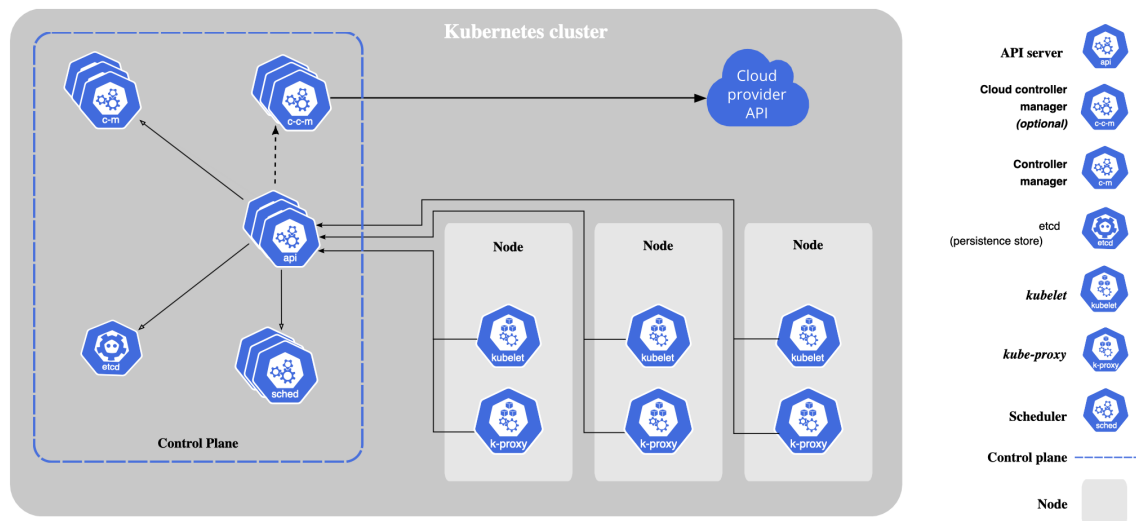 Kubernetes cluster
c-m
c-c-m
Cloud
provider
API
api
Node
Node
Node
etcd
sched
kubelet
kubelet
kubelet
k-proxy
k-proxy
k-proxy
Control Plane
API server
api
Cloud controller
manager
(optional)
c-c-m
Controller
manager
c-m
etcd
(persistence store)
etcd
kubelet
kubelet
kube-proxy
k-proxy
Scheduler
sched
Control plane
Node